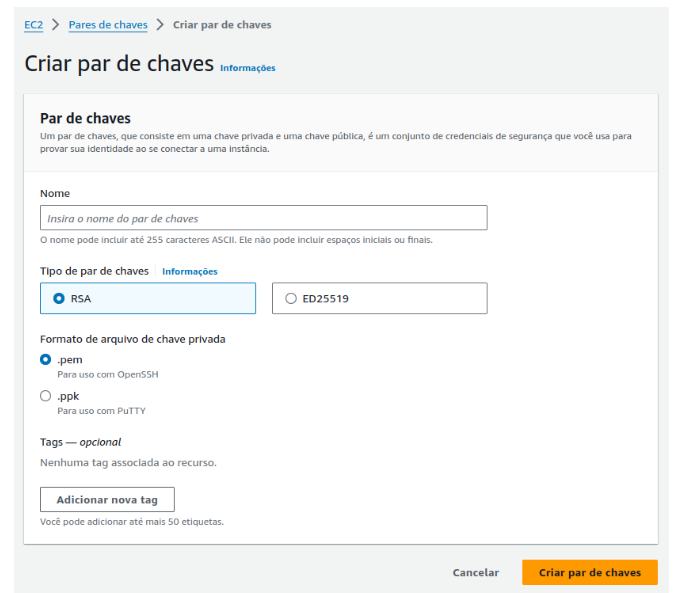 EC2 > Pares de chaves > Criar par de chaves
Criar par de chaves Informações
Par de chaves
Um par de chaves, que consiste em uma chave privada e uma chave pública, é um conjunto de credenciais de segurança que você usa para
provar sua identidade ao se conectar a uma instância.
Nome
Insira o nome do par de chaves
O nome pode incluir até 255 caracteres ASCII. Ele não pode incluir espaços iniciais ou finais.
Tipo de par de chaves Informações
RSA
ED25519
Formato de arquivo de chave privada
.pem
Para uso com OpenSSH
.ppk
Para uso com PuTTY
Tags — opcional
Nenhuma tag associada ao recurso.
Adicionar nova tag
Você pode adicionar até mais 50 etiquetas.
Cancelar
Criar par de chaves